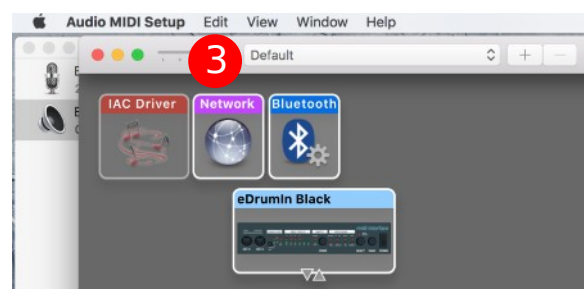 Audio MIDI Setup Edit View Window Help
3
Default
IAC Driver Network Bluetooth
eDrumIn Black